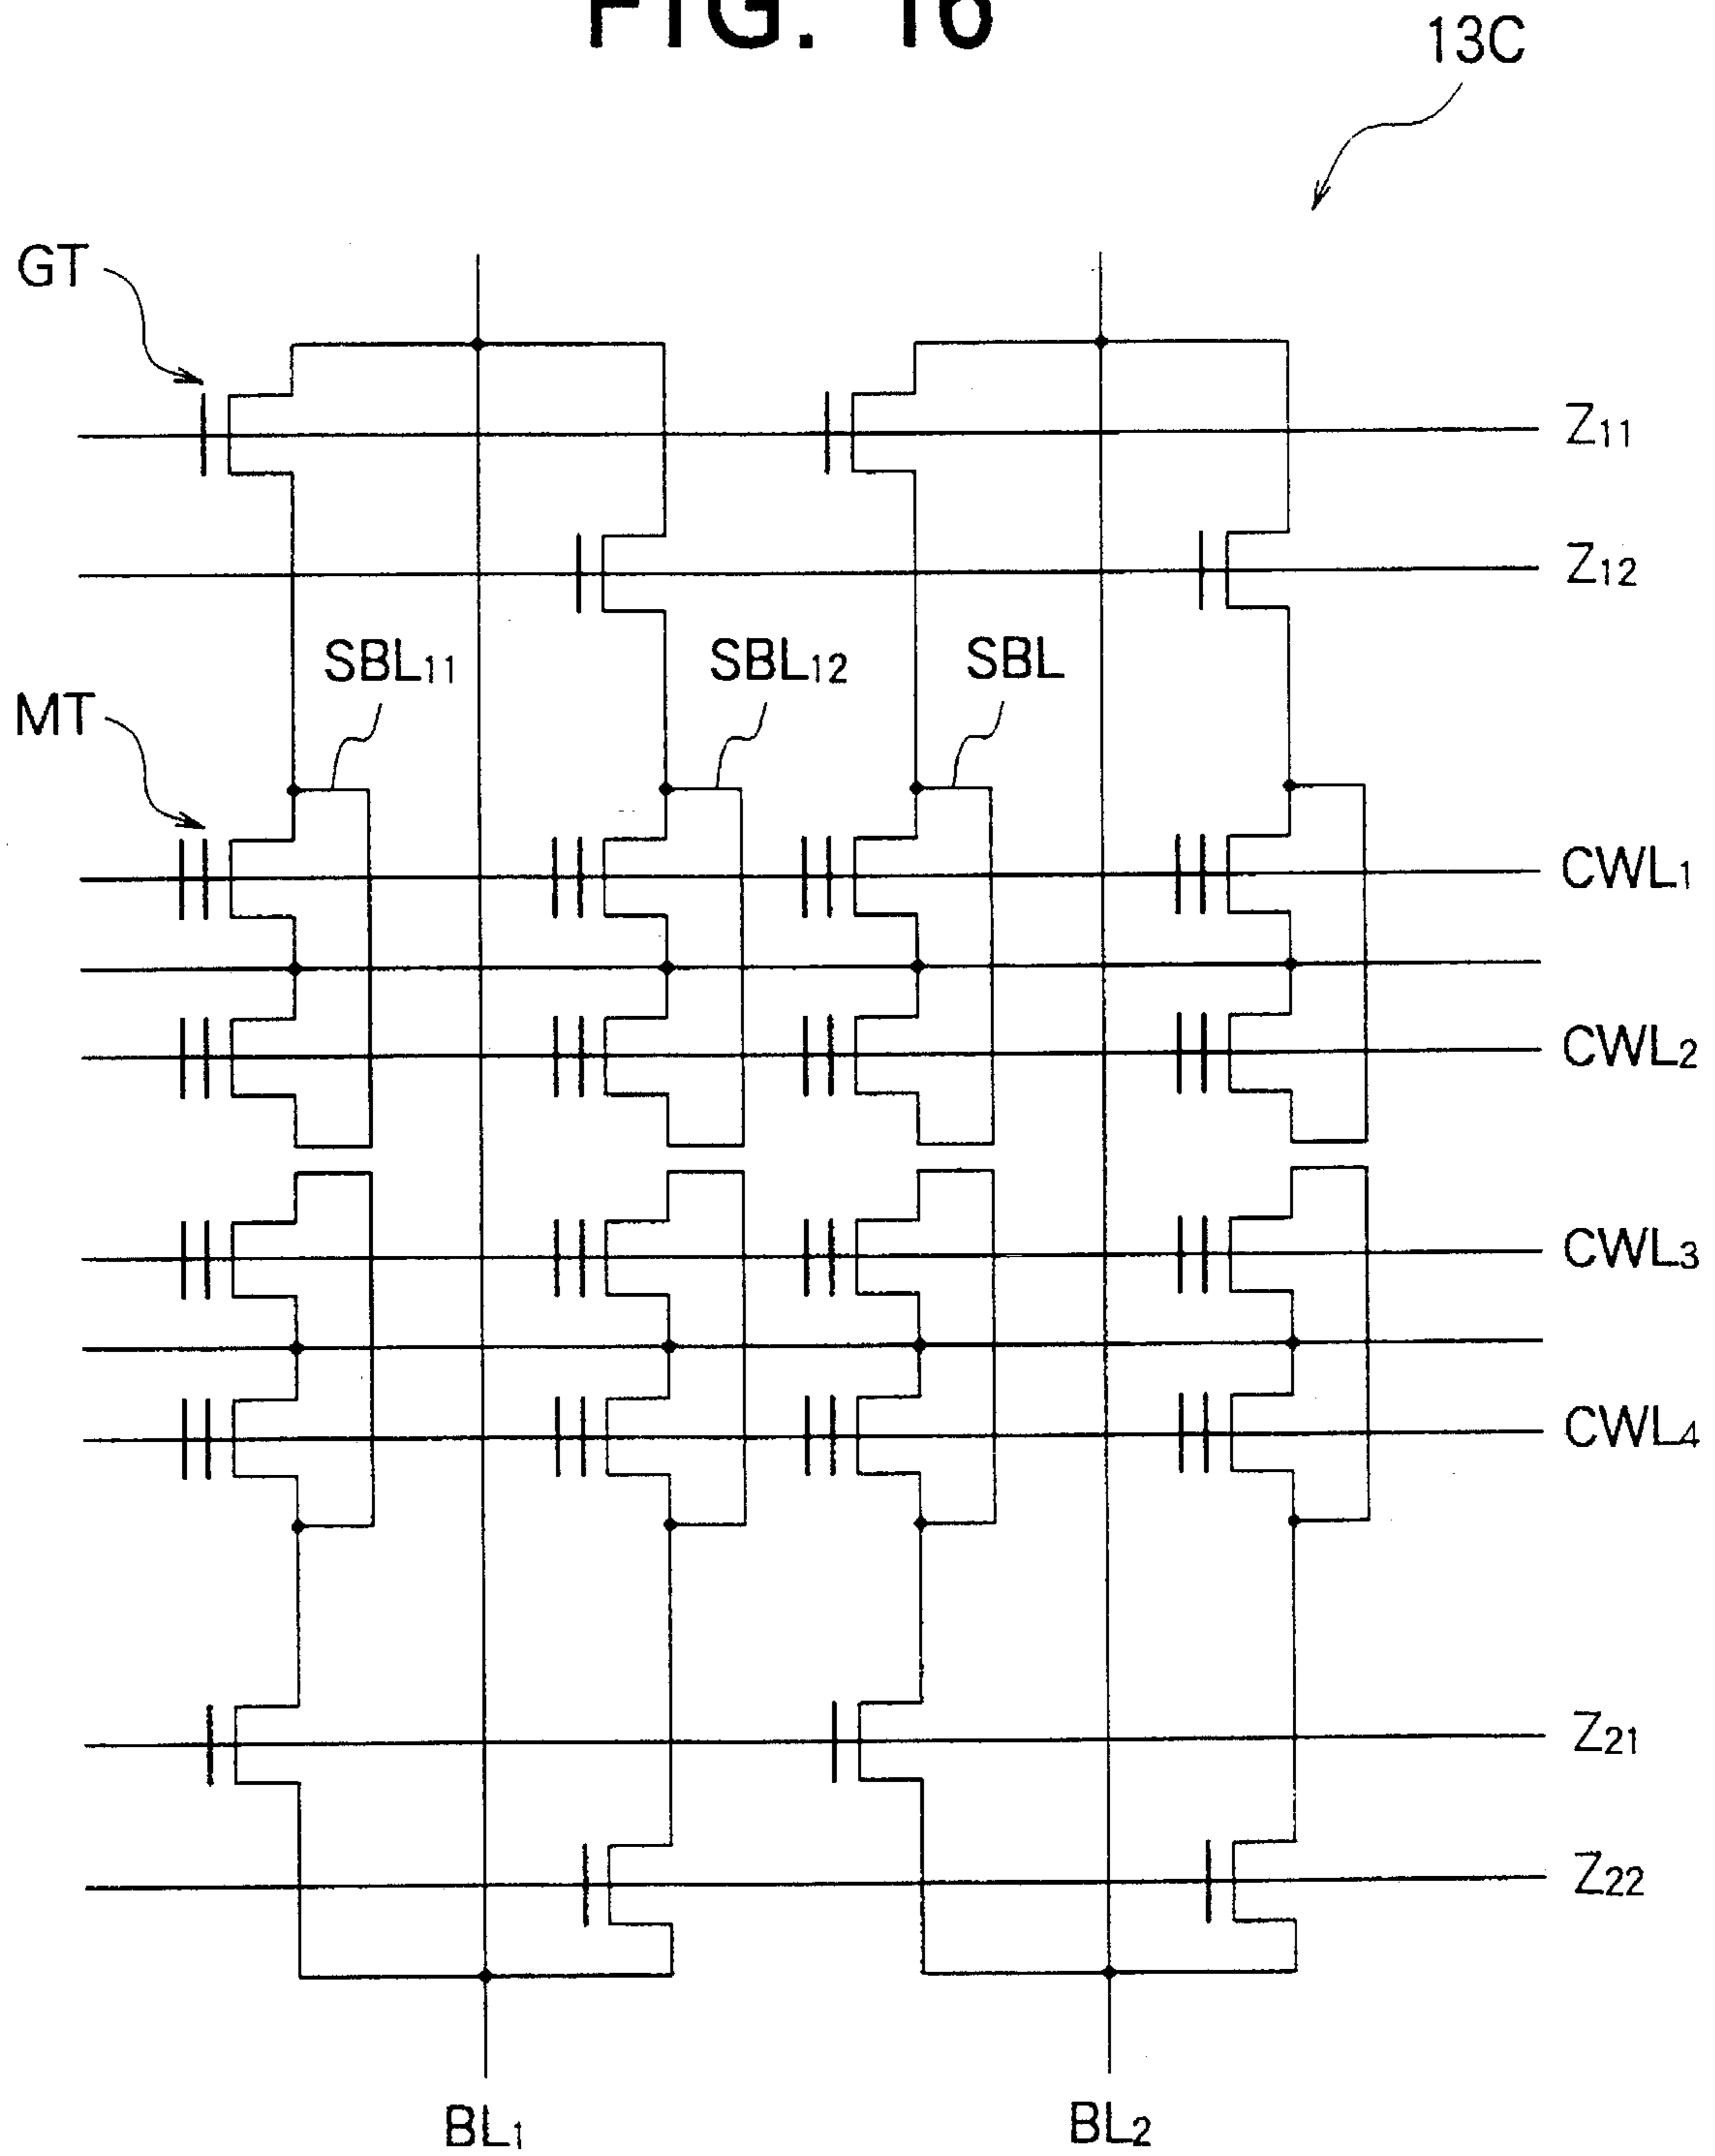 FIG. 16
13C
GT
Z11
Z12
SBL11
SBL12
SBL
MT
CWL1
CWL2
CWL3
CWL4
Z21
Z22
BL1
BL2